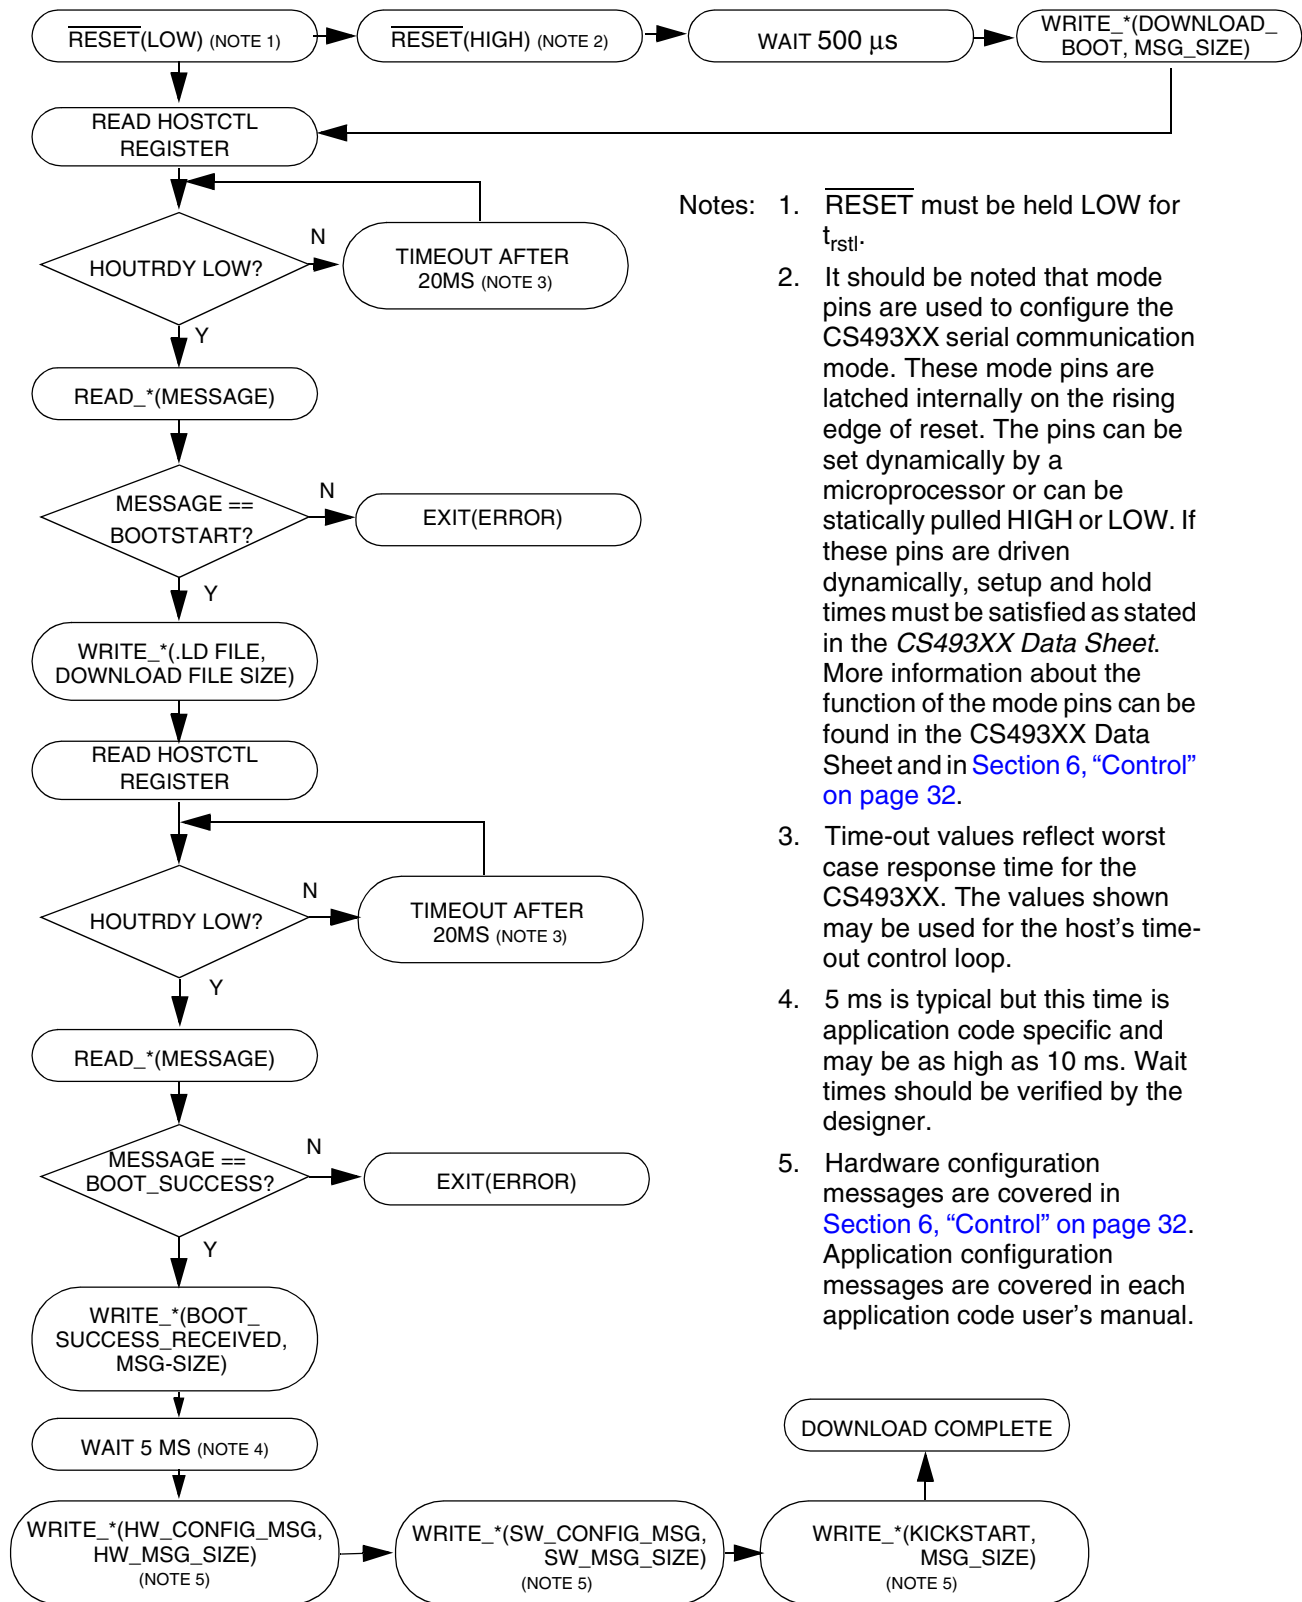 RESET(LOW) (NOTE 1)
RESET(HIGH) (NOTE 2)
WAIT 500 µs
WRITE_*(DOWNLOAD_
BOOT, MSG_SIZE)
READ HOSTCTL
REGISTER
HOUTRDY LOW?
N
TIMEOUT AFTER
20MS (NOTE 3)
Y
READ_*(MESSAGE)
MESSAGE ==
BOOTSTART?
N
EXIT(ERROR)
Y
WRITE_*(.LD FILE,
DOWNLOAD FILE SIZE)
READ HOSTCTL
REGISTER
HOUTRDY LOW?
N
TIMEOUT AFTER
20MS (NOTE 3)
Y
READ_*(MESSAGE)
MESSAGE ==
BOOT_SUCCESS?
N
EXIT(ERROR)
Y
WRITE_*(BOOT_
SUCCESS_RECEIVED,
MSG-SIZE)
WAIT 5 MS (NOTE 4)
WRITE_*(HW_CONFIG_MSG,
HW_MSG_SIZE)
(NOTE 5)
WRITE_*(SW_CONFIG_MSG,
SW_MSG_SIZE)
(NOTE 5)
WRITE_*(KICKSTART,
MSG_SIZE)
(NOTE 5)
DOWNLOAD COMPLETE
Notes: 1. RESET must be held LOW for
trstl.
2. It should be noted that mode
pins are used to configure the
CS493XX serial communication
mode. These mode pins are
latched internally on the rising
edge of reset. The pins can be
set dynamically by a
microprocessor or can be
statically pulled HIGH or LOW. If
these pins are driven
dynamically, setup and hold
times must be satisfied as stated
in the CS493XX Data Sheet.
More information about the
function of the mode pins can be
found in the CS493XX Data
Sheet and in Section 6, “Control”
on page 32.
3. Time-out values reflect worst
case response time for the
CS493XX. The values shown
may be used for the host’s time-
out control loop.
4. 5 ms is typical but this time is
application code specific and
may be as high as 10 ms. Wait
times should be verified by the
designer.
5. Hardware configuration
messages are covered in
Section 6, “Control” on page 32.
Application configuration
messages are covered in each
application code user’s manual.